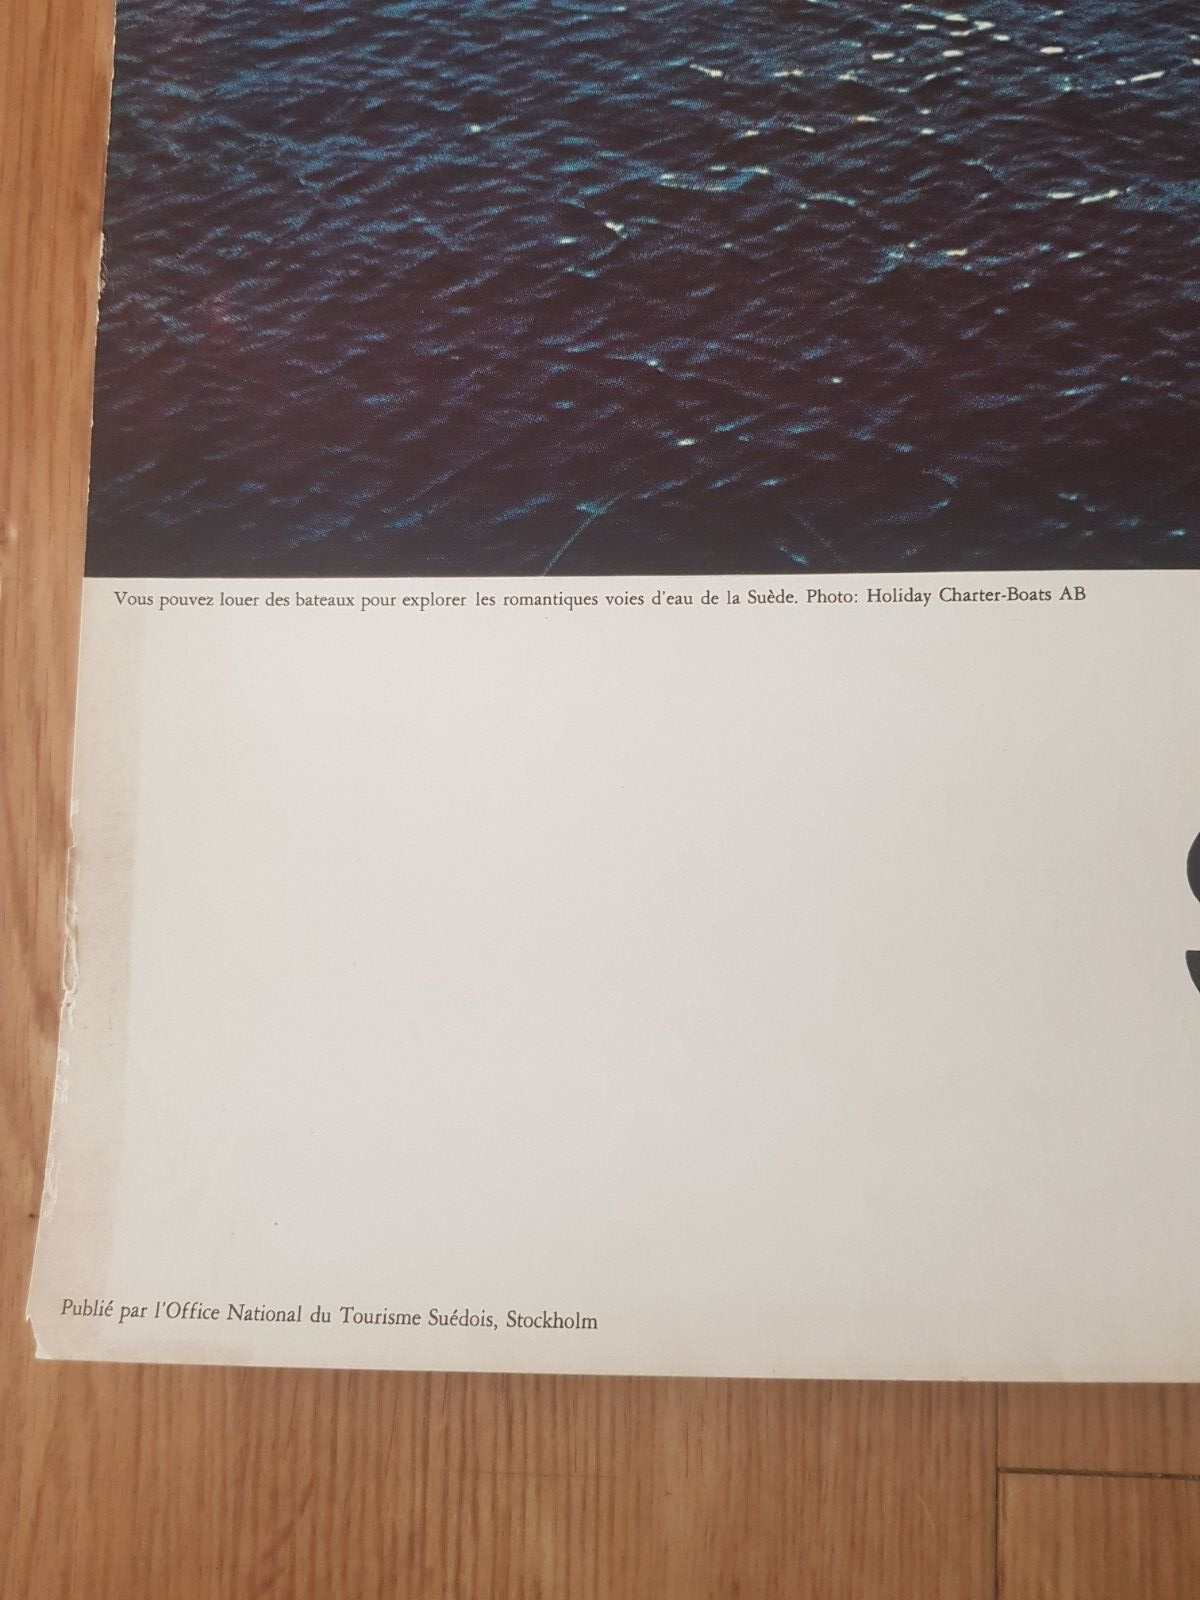 Vous pouvez louer des bateaux pour explorer les romantiques voies d'eau de la Suède. Photo: Holiday Charter-Boats AB
Publié par l'Office National du Tourisme Suédois, Stockholm